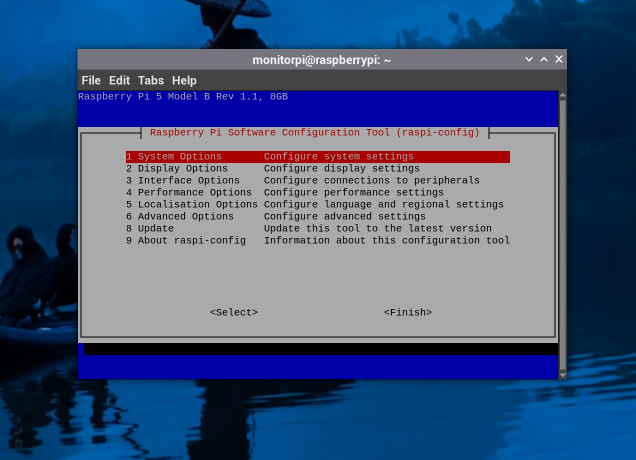 monitorpi@raspberrypi: ~
File Edit Tabs Help
Raspberry Pi 5 Model B Rev 1.1, 8GB
Raspberry Pi Software Configuration Tool (raspi-config)
1 System Options Configure system settings
2 Display Options Configure display settings
3 Interface Options Configure connections to peripherals
4 Performance Options Configure performance settings
5 Localisation Options Configure language and regional settings
6 Advanced Options Configure advanced settings
8 Update Update this tool to the latest version
9 About raspi-config Information about this configuration tool
<Select> <Finish>